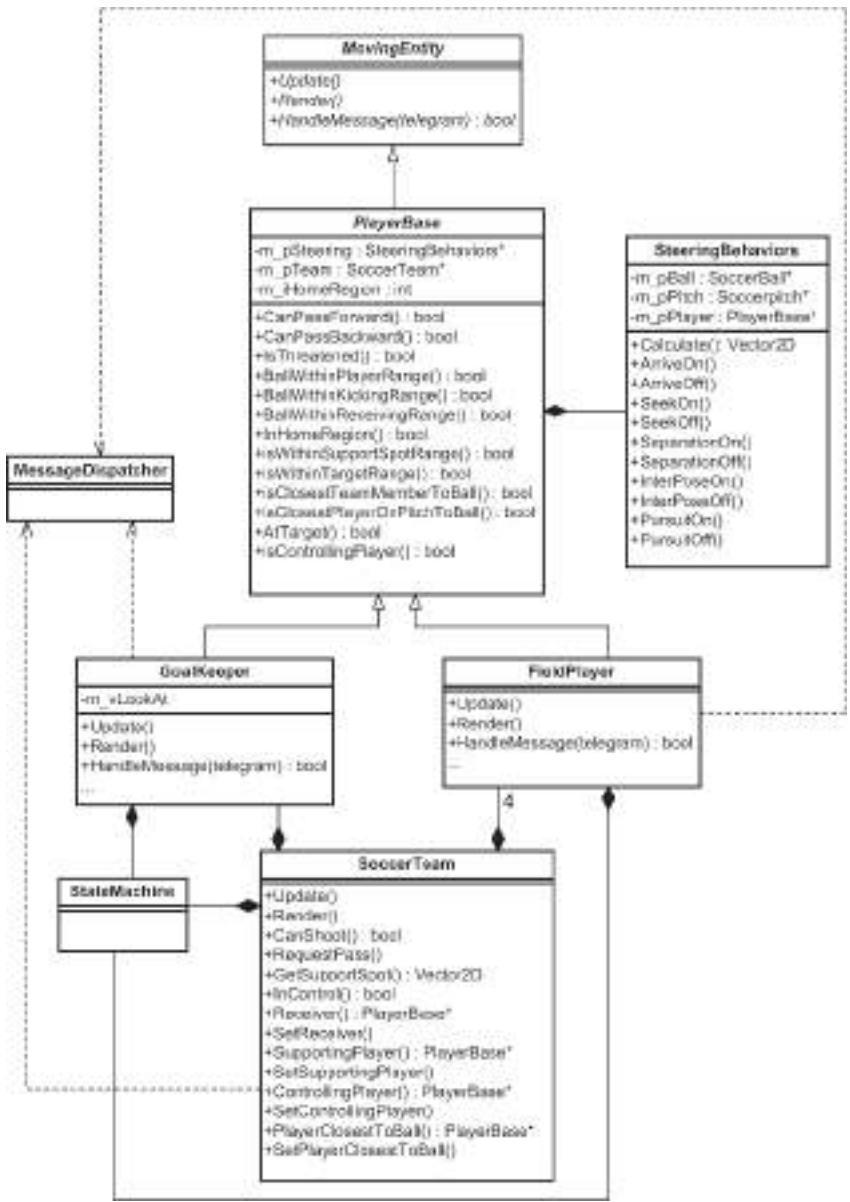 MovingEntity
+Update()
+Render()
+HandleMessage(telegram) : bool
PlayerBase
-m_pSteering : SteeringBehaviors*
-m_pTeam : SoccerTeam*
-m_iHomeRegion : int
+CanPassForward() : bool
+CanPassBackward() : bool
+IsThreatened() : bool
+BallWithinPlayerRange() : bool
+BallWithinKickingRange() : bool
+BallWithinReceivingRange() : bool
+InHomeRegion() : bool
+isWithinSupportSpotRange() : bool
+isWithinTargetRange() : bool
+isClosestTeamMemberToBall() : bool
+isClosestPlayerOnPitchToBall() : bool
+AtTarget() : bool
+isControllingPlayer() : bool
SteeringBehaviors
-m_pBall : SoccerBall*
-m_pPitch : Soccerpitch*
-m_pPlayer : PlayerBase*
+Calculate() : Vector2D
+ArriveOn()
+ArriveOff()
+SeekOn()
+SeekOff()
+SeparationOn()
+SeparationOff()
+InterPoseOn()
+InterPoseOff()
+PursuitOn()
+PursuitOff()
MessageDispatcher
GoalKeeper
-m_vLookAt
+Update()
+Render()
+HandleMessage(telegram) : bool
...
FieldPlayer
+Update()
+Render()
+HandleMessage(telegram) : bool
...
4
StateMachine
SoccerTeam
+Update()
+Render()
+CanShoot() : bool
+RequestPass()
+GetSupportSpot() : Vector2D
+InControl() : bool
+Receiver() : PlayerBase*
+SetReceiver()
+SupportingPlayer() : PlayerBase*
+SetSupportingPlayer()
+ControllingPlayer() : PlayerBase*
+SetControllingPlayer()
+PlayerClosestToBall() : PlayerBase*
+SetPlayerClosestToBall()